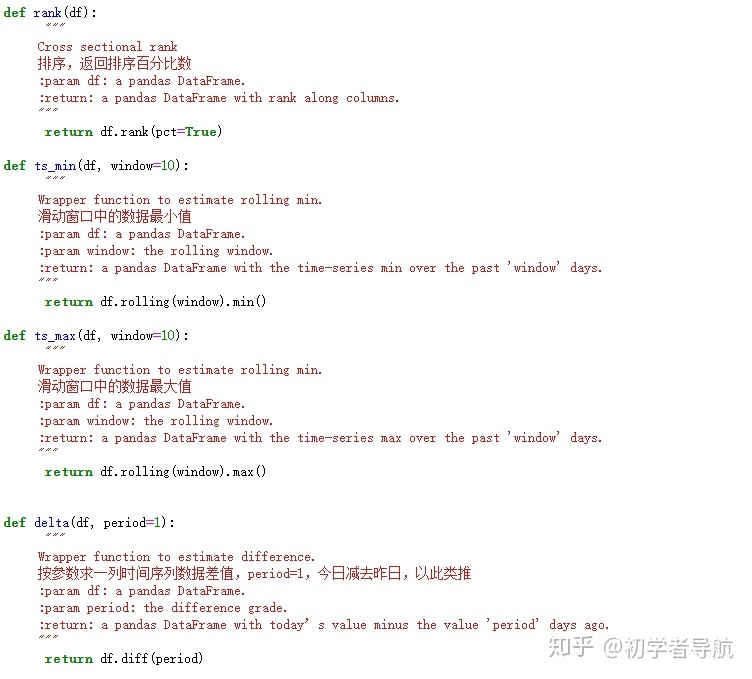 def rank(df):
"""
Cross sectional rank
排序，返回排序百分比数
:param df: a pandas DataFrame.
:return: a pandas DataFrame with rank along columns.
"""
return df.rank(pct=True)
def ts_min(df, window=10):
"""
Wrapper function to estimate rolling min.
滑动窗口中的数据最小值
:param df: a pandas DataFrame.
:param window: the rolling window.
:return: a pandas DataFrame with the time-series min over the past 'window' days.
"""
return df.rolling(window).min()
def ts_max(df, window=10):
"""
Wrapper function to estimate rolling min.
滑动窗口中的数据最大值
:param df: a pandas DataFrame.
:param window: the rolling window.
:return: a pandas DataFrame with the time-series max over the past 'window' days.
"""
return df.rolling(window).max()
def delta(df, period=1):
"""
Wrapper function to estimate difference.
按参数求一列时间序列数据差值，period=1，今日减去昨日，以此类推
:param df: a pandas DataFrame.
:param period: the difference grade.
:return: a pandas DataFrame with today’s value minus the value 'period' days ago.
"""
return df.diff(period)
知乎 @初学者导航